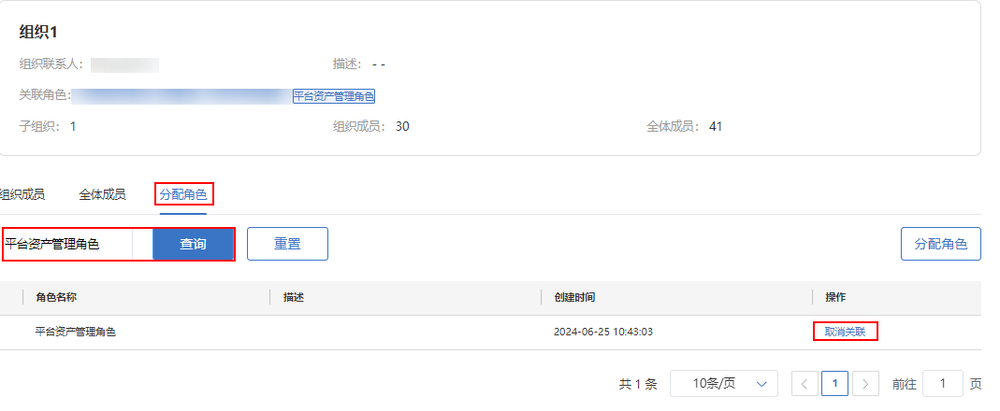 组织1
组织联系人： 描述： - -
关联角色： 平台资产管理角色
子组织： 1 组织成员： 30 全体成员： 41
组织成员 全体成员 分配角色
平台资产管理角色 查询 重置 分配角色
角色名称 描述 创建时间 操作
平台资产管理角色 2024-06-25 10:43:03 取消关联
共 1 条 10条/页 1 前往 1 页